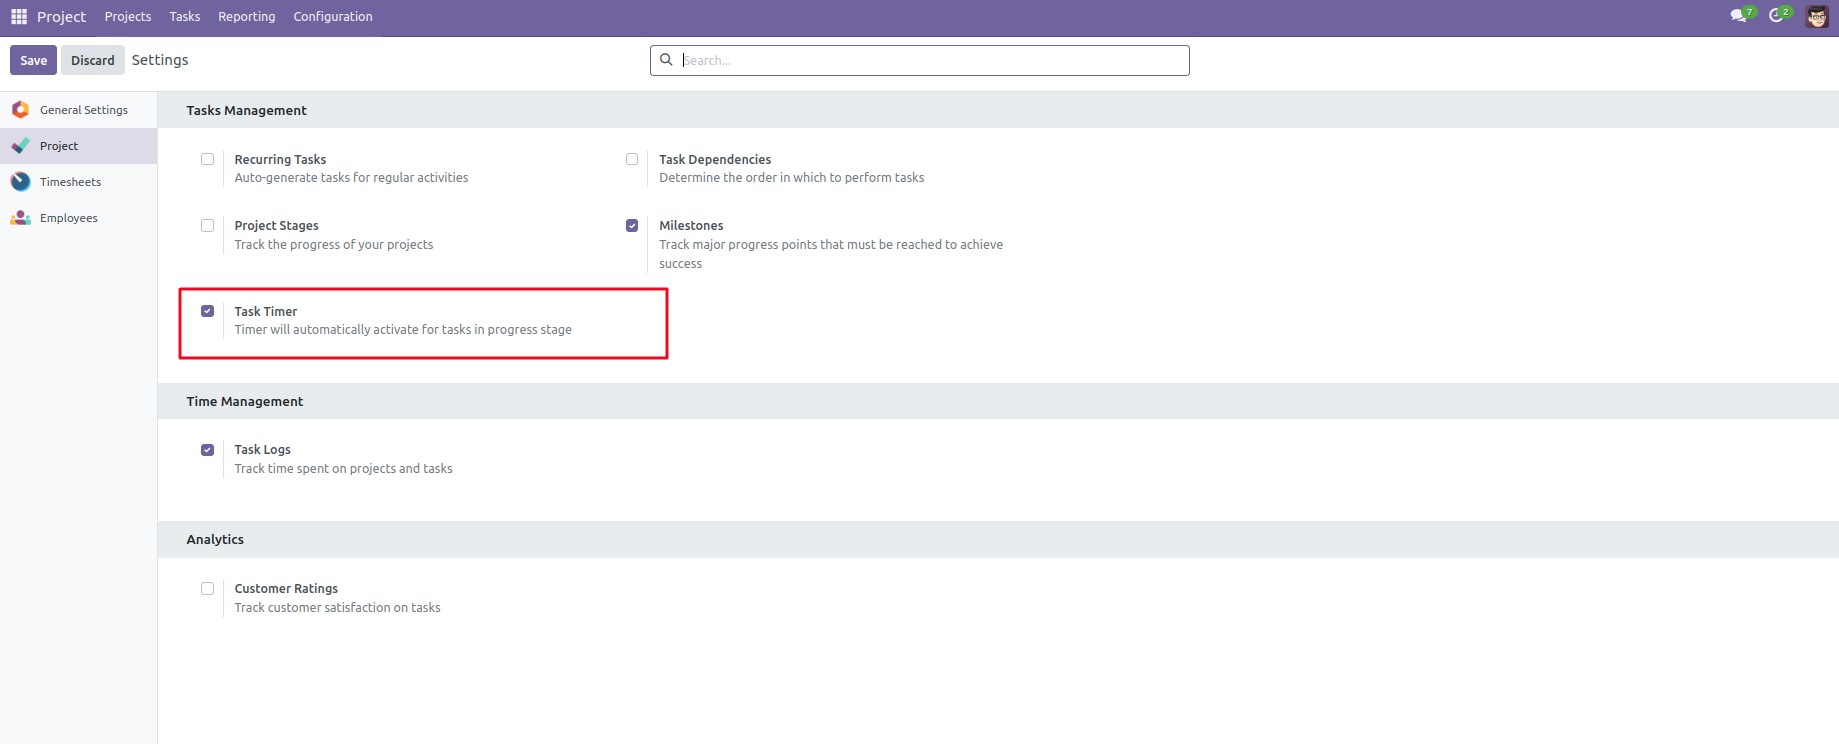 Project Projects Tasks Reporting Configuration 7 2
Save Discard Settings Search...
General Settings
Project
Timesheets
Employees
Tasks Management
Recurring Tasks
Auto-generate tasks for regular activities
Task Dependencies
Determine the order in which to perform tasks
Project Stages
Track the progress of your projects
Milestones
Track major progress points that must be reached to achieve
success
Task Timer
Timer will automatically activate for tasks in progress stage
Time Management
Task Logs
Track time spent on projects and tasks
Analytics
Customer Ratings
Track customer satisfaction on tasks